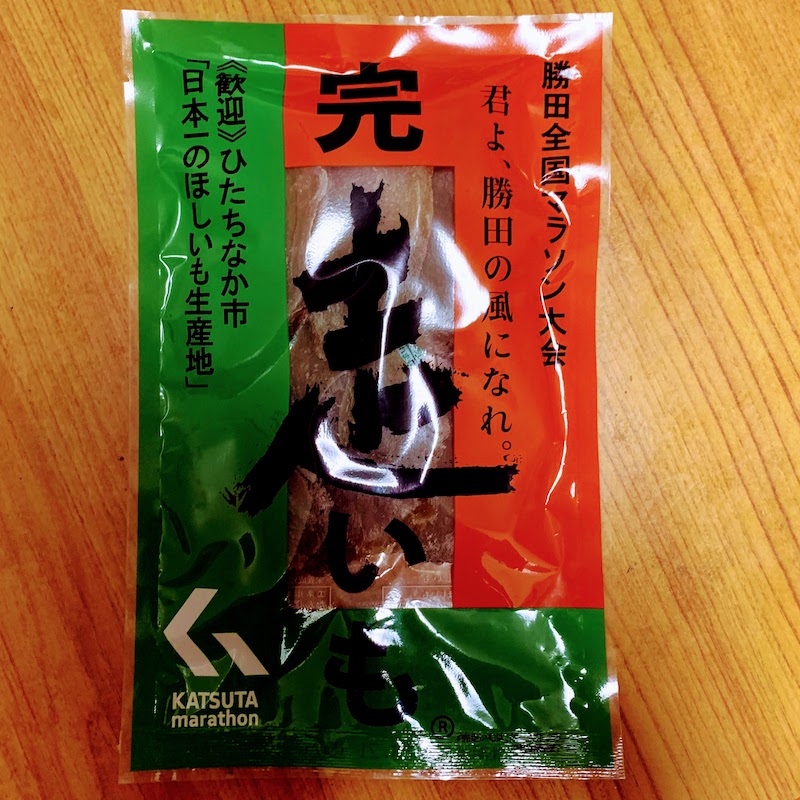 勝田全国マラソン大会
君よ、勝田の風になれ。
完走いも
《歓迎》ひたちなか市
「日本一のほしいも生産地」
KATSUTA
marathon
®